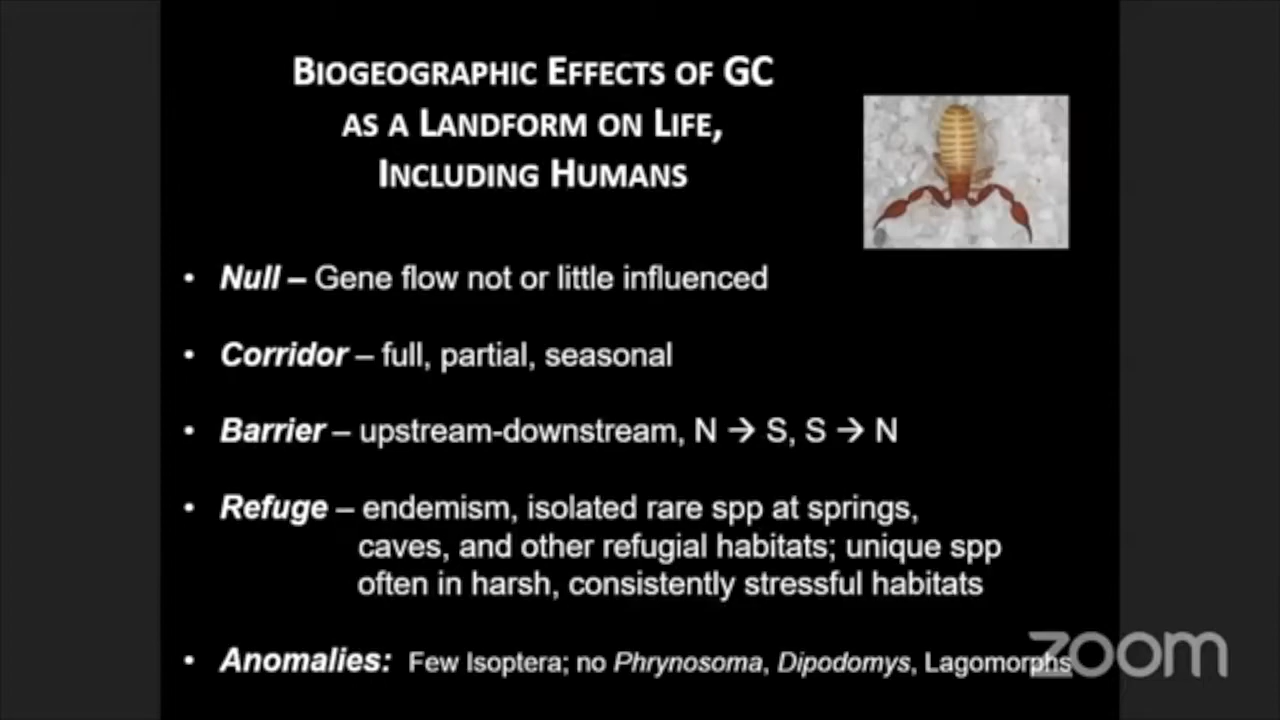 BIOGEOGRAPHIC EFFECTS OF GC
AS A LANDFORM ON LIFE,
INCLUDING HUMANS
• Null – Gene flow not or little influenced
• Corridor – full, partial, seasonal
• Barrier – upstream-downstream, N → S, S → N
• Refuge – endemism, isolated rare spp at springs,
caves, and other refugial habitats; unique spp
often in harsh, consistently stressful habitats
• Anomalies: Few Isoptera; no Phrynosoma, Dipodomys, Lagomorphs
zoom